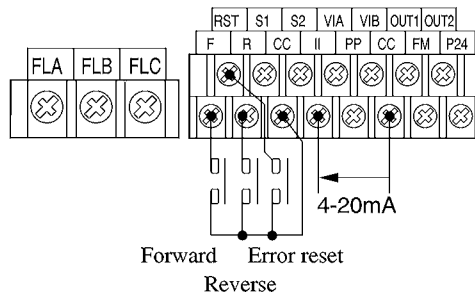 RST S1 S2 VIA VIB OUT1 OUT2
F R CC II PP CC FM P24
FLA FLB FLC
4-20mA
Forward Error reset
Reverse